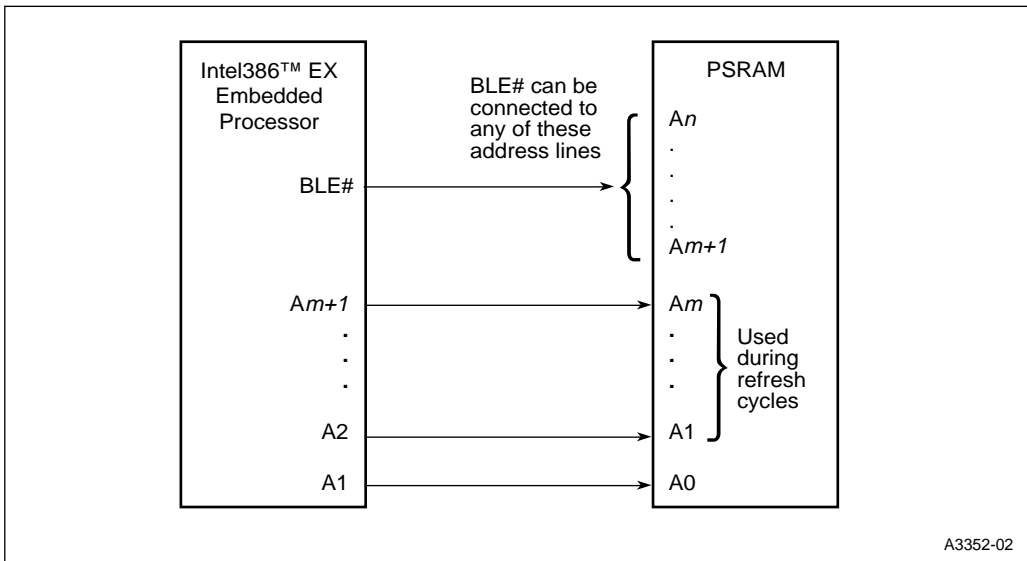 Intel386™ EX
Embedded
Processor
BLE#
Am+1
A2
A1
BLE# can be
connected to
any of these
address lines
PSRAM
An
.
.
.
.
Am+1
Am
.
.
.
A1
A0
Used
during
refresh
cycles
A3352-02